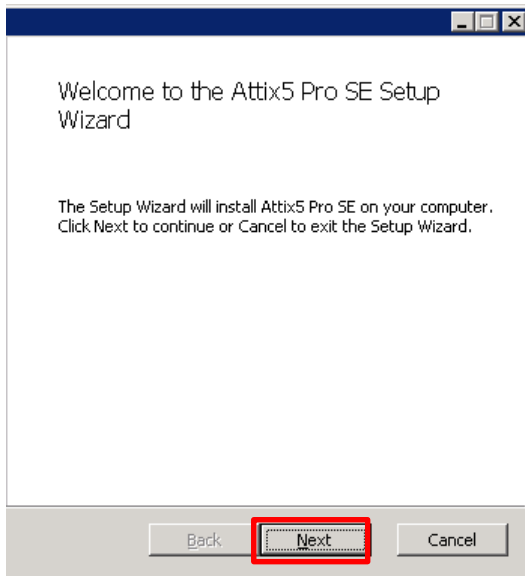 Welcome to the Attix5 Pro SE Setup
Wizard
The Setup Wizard will install Attix5 Pro SE on your computer.
Click Next to continue or Cancel to exit the Setup Wizard.
Back Next Cancel